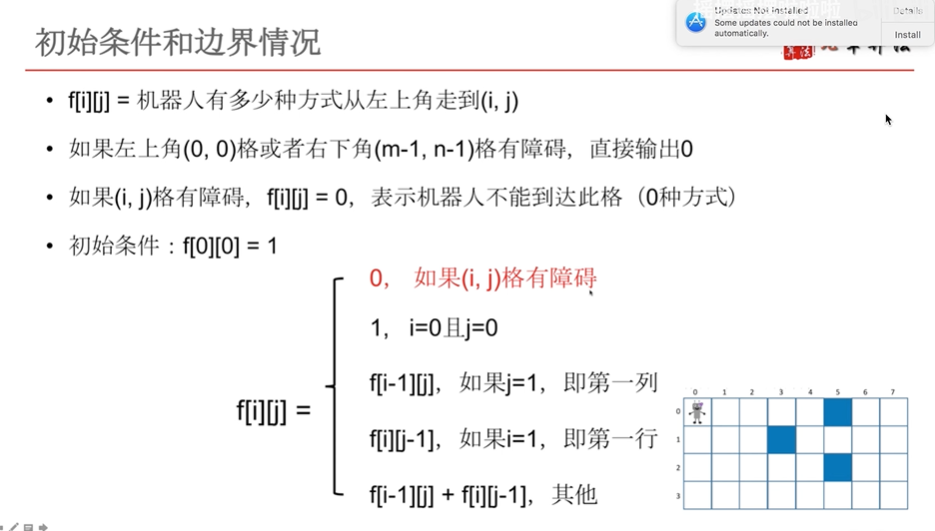 Updates Not Installed
Details
Some updates could not be installed
automatically.
Install
初始条件和边界情况
• f[i][j] = 机器人有多少种方式从左上角走到(i, j)
• 如果左上角(0, 0)格或者右下角(m-1, n-1)格有障碍，直接输出0
• 如果(i, j)格有障碍，f[i][j] = 0，表示机器人不能到达此格（0种方式）
• 初始条件：f[0][0] = 1
0， 如果(i, j)格有障碍
1， i=0且j=0
f[i-1][j]，如果j=1，即第一列
f[i][j] =
f[i][j-1]，如果i=1，即第一行
f[i-1][j] + f[i][j-1]，其他
0 1 2 3 4 5 6 7
0
1
2
3